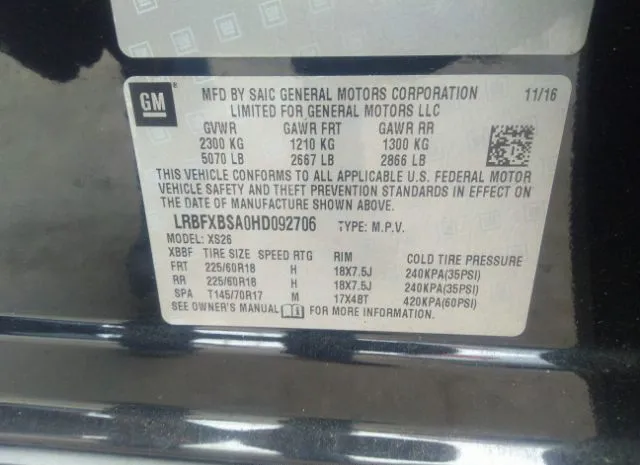 GM
MFD BY SAIC GENERAL MOTORS CORPORATION 11/16
LIMITED FOR GENERAL MOTORS LLC
GVWR GAWR FRT GAWR RR
2300 KG 1210 KG 1300 KG
5070 LB 2667 LB 2866 LB
THIS VEHICLE CONFORMS TO ALL APPLICABLE U.S. FEDERAL MOTOR
VEHICLE SAFETY AND THEFT PREVENTION STANDARDS IN EFFECT ON
THE DATE OF MANUFACTURE SHOWN ABOVE.
LRBFXBSA0HD092706 TYPE: M.P.V.
MODEL: XS26
XBBF TIRE SIZE SPEED RTG RIM COLD TIRE PRESSURE
FRT 225/60R18 H 18X7.5J 240KPA(35PSI)
RR 225/60R18 H 18X7.5J 240KPA(35PSI)
SPA T145/70R17 M 17X4BT 420KPA(60PSI)
SEE OWNER'S MANUAL FOR ADDITIONAL INFORMATION.